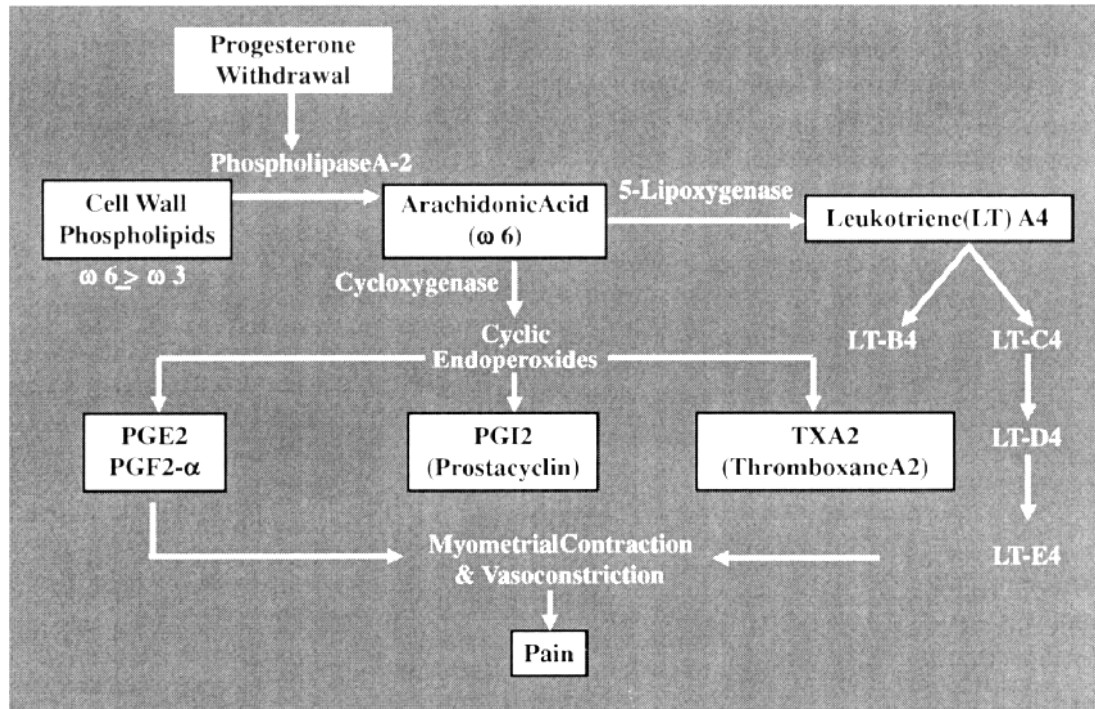 Progesterone
Withdrawal
PhospholipaseA-2
Cell Wall
Phospholipids
ω 6 ≥ ω 3
ArachidonicAcid
(ω 6)
5-Lipoxygenase
Leukotriene(LT) A4
Cycloxygenase
Cyclic
Endoperoxides
LT-B4
LT-C4
PGE2
PGF2-α
PGI2
(Prostacyclin)
TXA2
(ThromboxaneA2)
LT-D4
MyometrialContraction
& Vasoconstriction
LT-E4
Pain